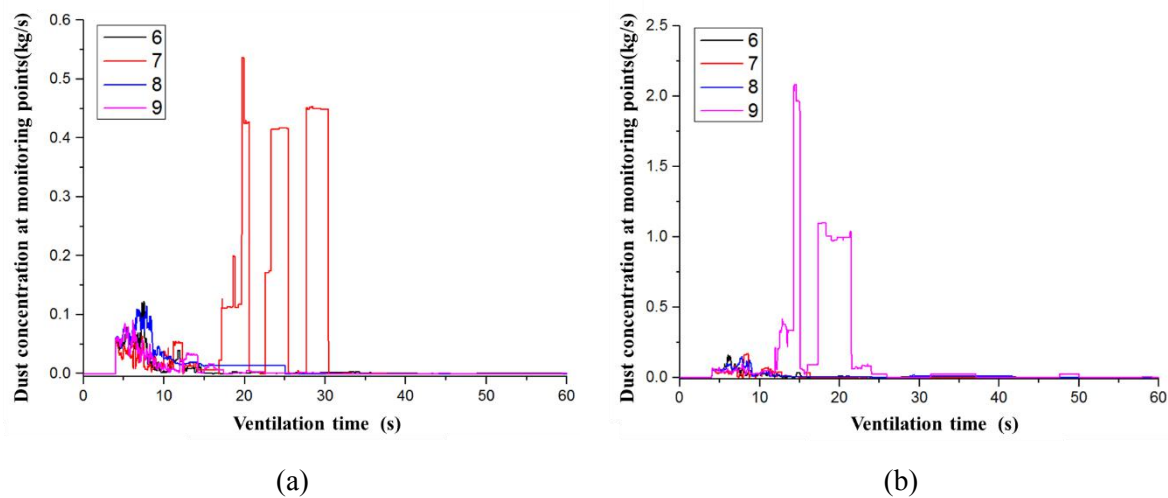 Dust concentration at monitoring points(kg/s)
0.6
0.5
0.4
0.3
0.2
0.1
0.0
6
7
8
9
0 10 20 30 40 50 60
Ventilation time (s)
(a)
Dust concentration at monitoring points(kg/s)
2.5
2.0
1.5
1.0
0.5
0.0
6
7
8
9
0 10 20 30 40 50 60
Ventilation time (s)
(b)